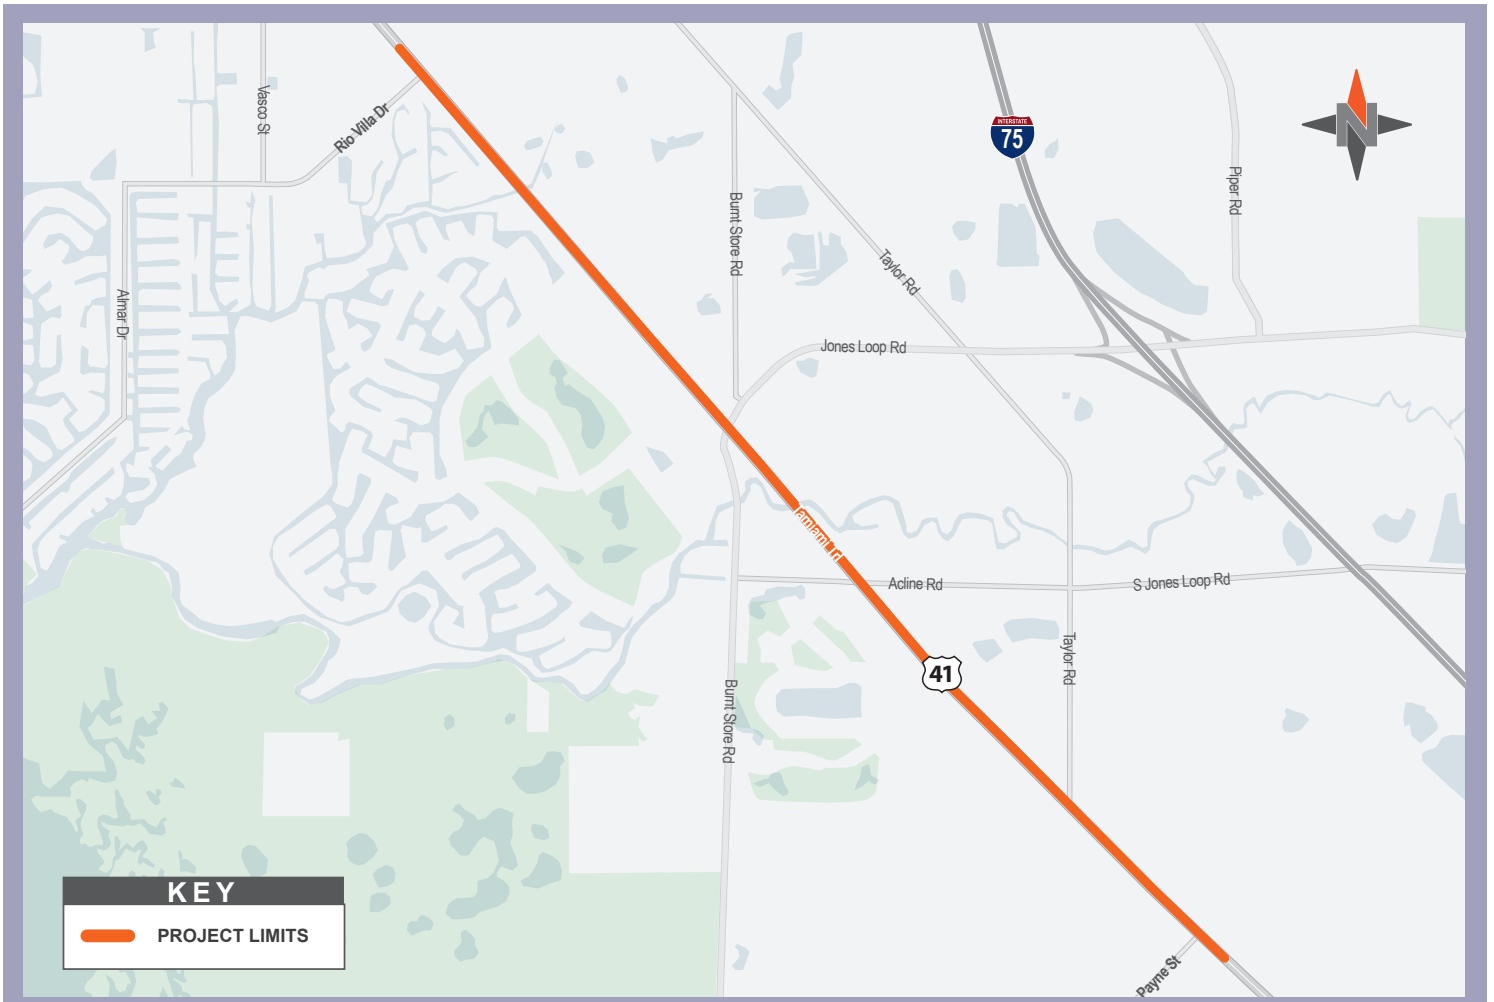 Vasco St
Rio Villa Dr
INTERSTATE
75
N
Piper Rd
Burnt Store Rd
Taylor Rd
Almar Dr
Jones Loop Rd
Tamiami Trl
Acline Rd
S Jones Loop Rd
Taylor Rd
41
Burnt Store Rd
KEY
PROJECT LIMITS
Payne St